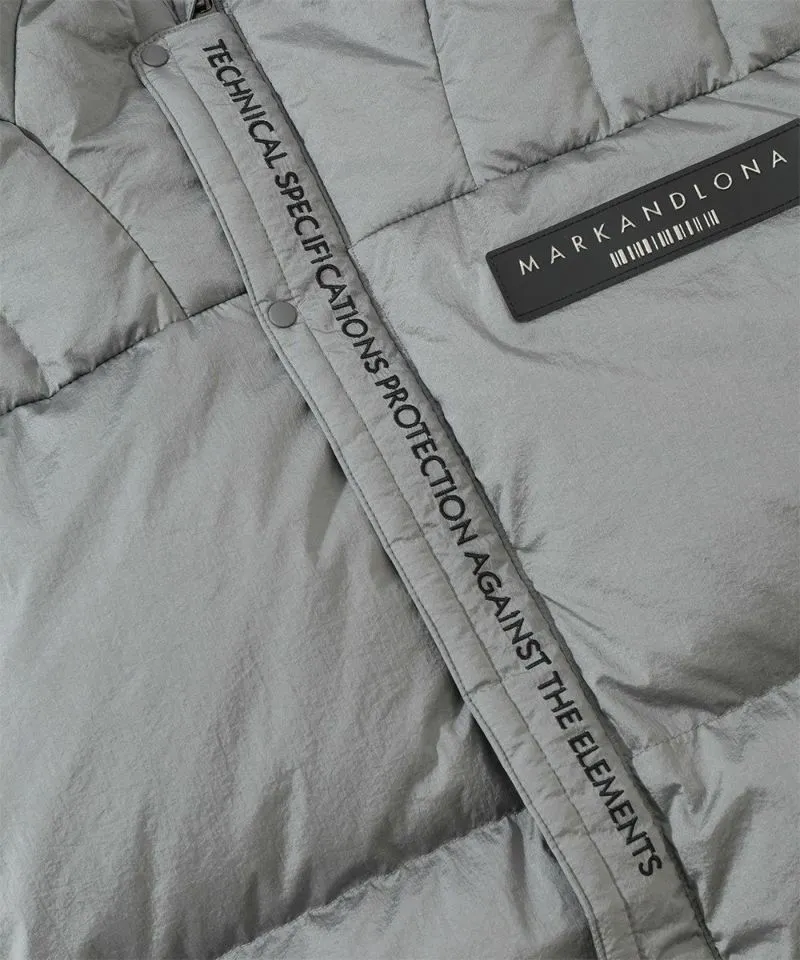 TECHNICAL SPECIFICATIONS PROTECTION AGAINST THE ELEMENTS
MARKANDLONA